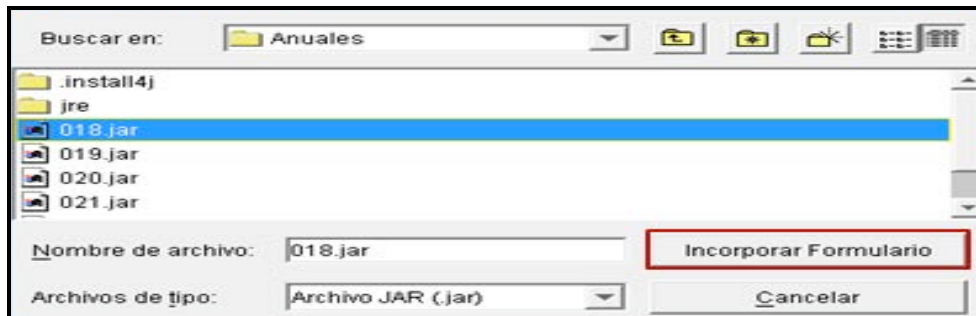 Buscar en: Anuales
.install4j
jre
018.jar
019.jar
020.jar
021.jar
Nombre de archivo: 018.jar Incorporar Formulario
Archivos de tipo: Archivo JAR (.jar) Cancelar